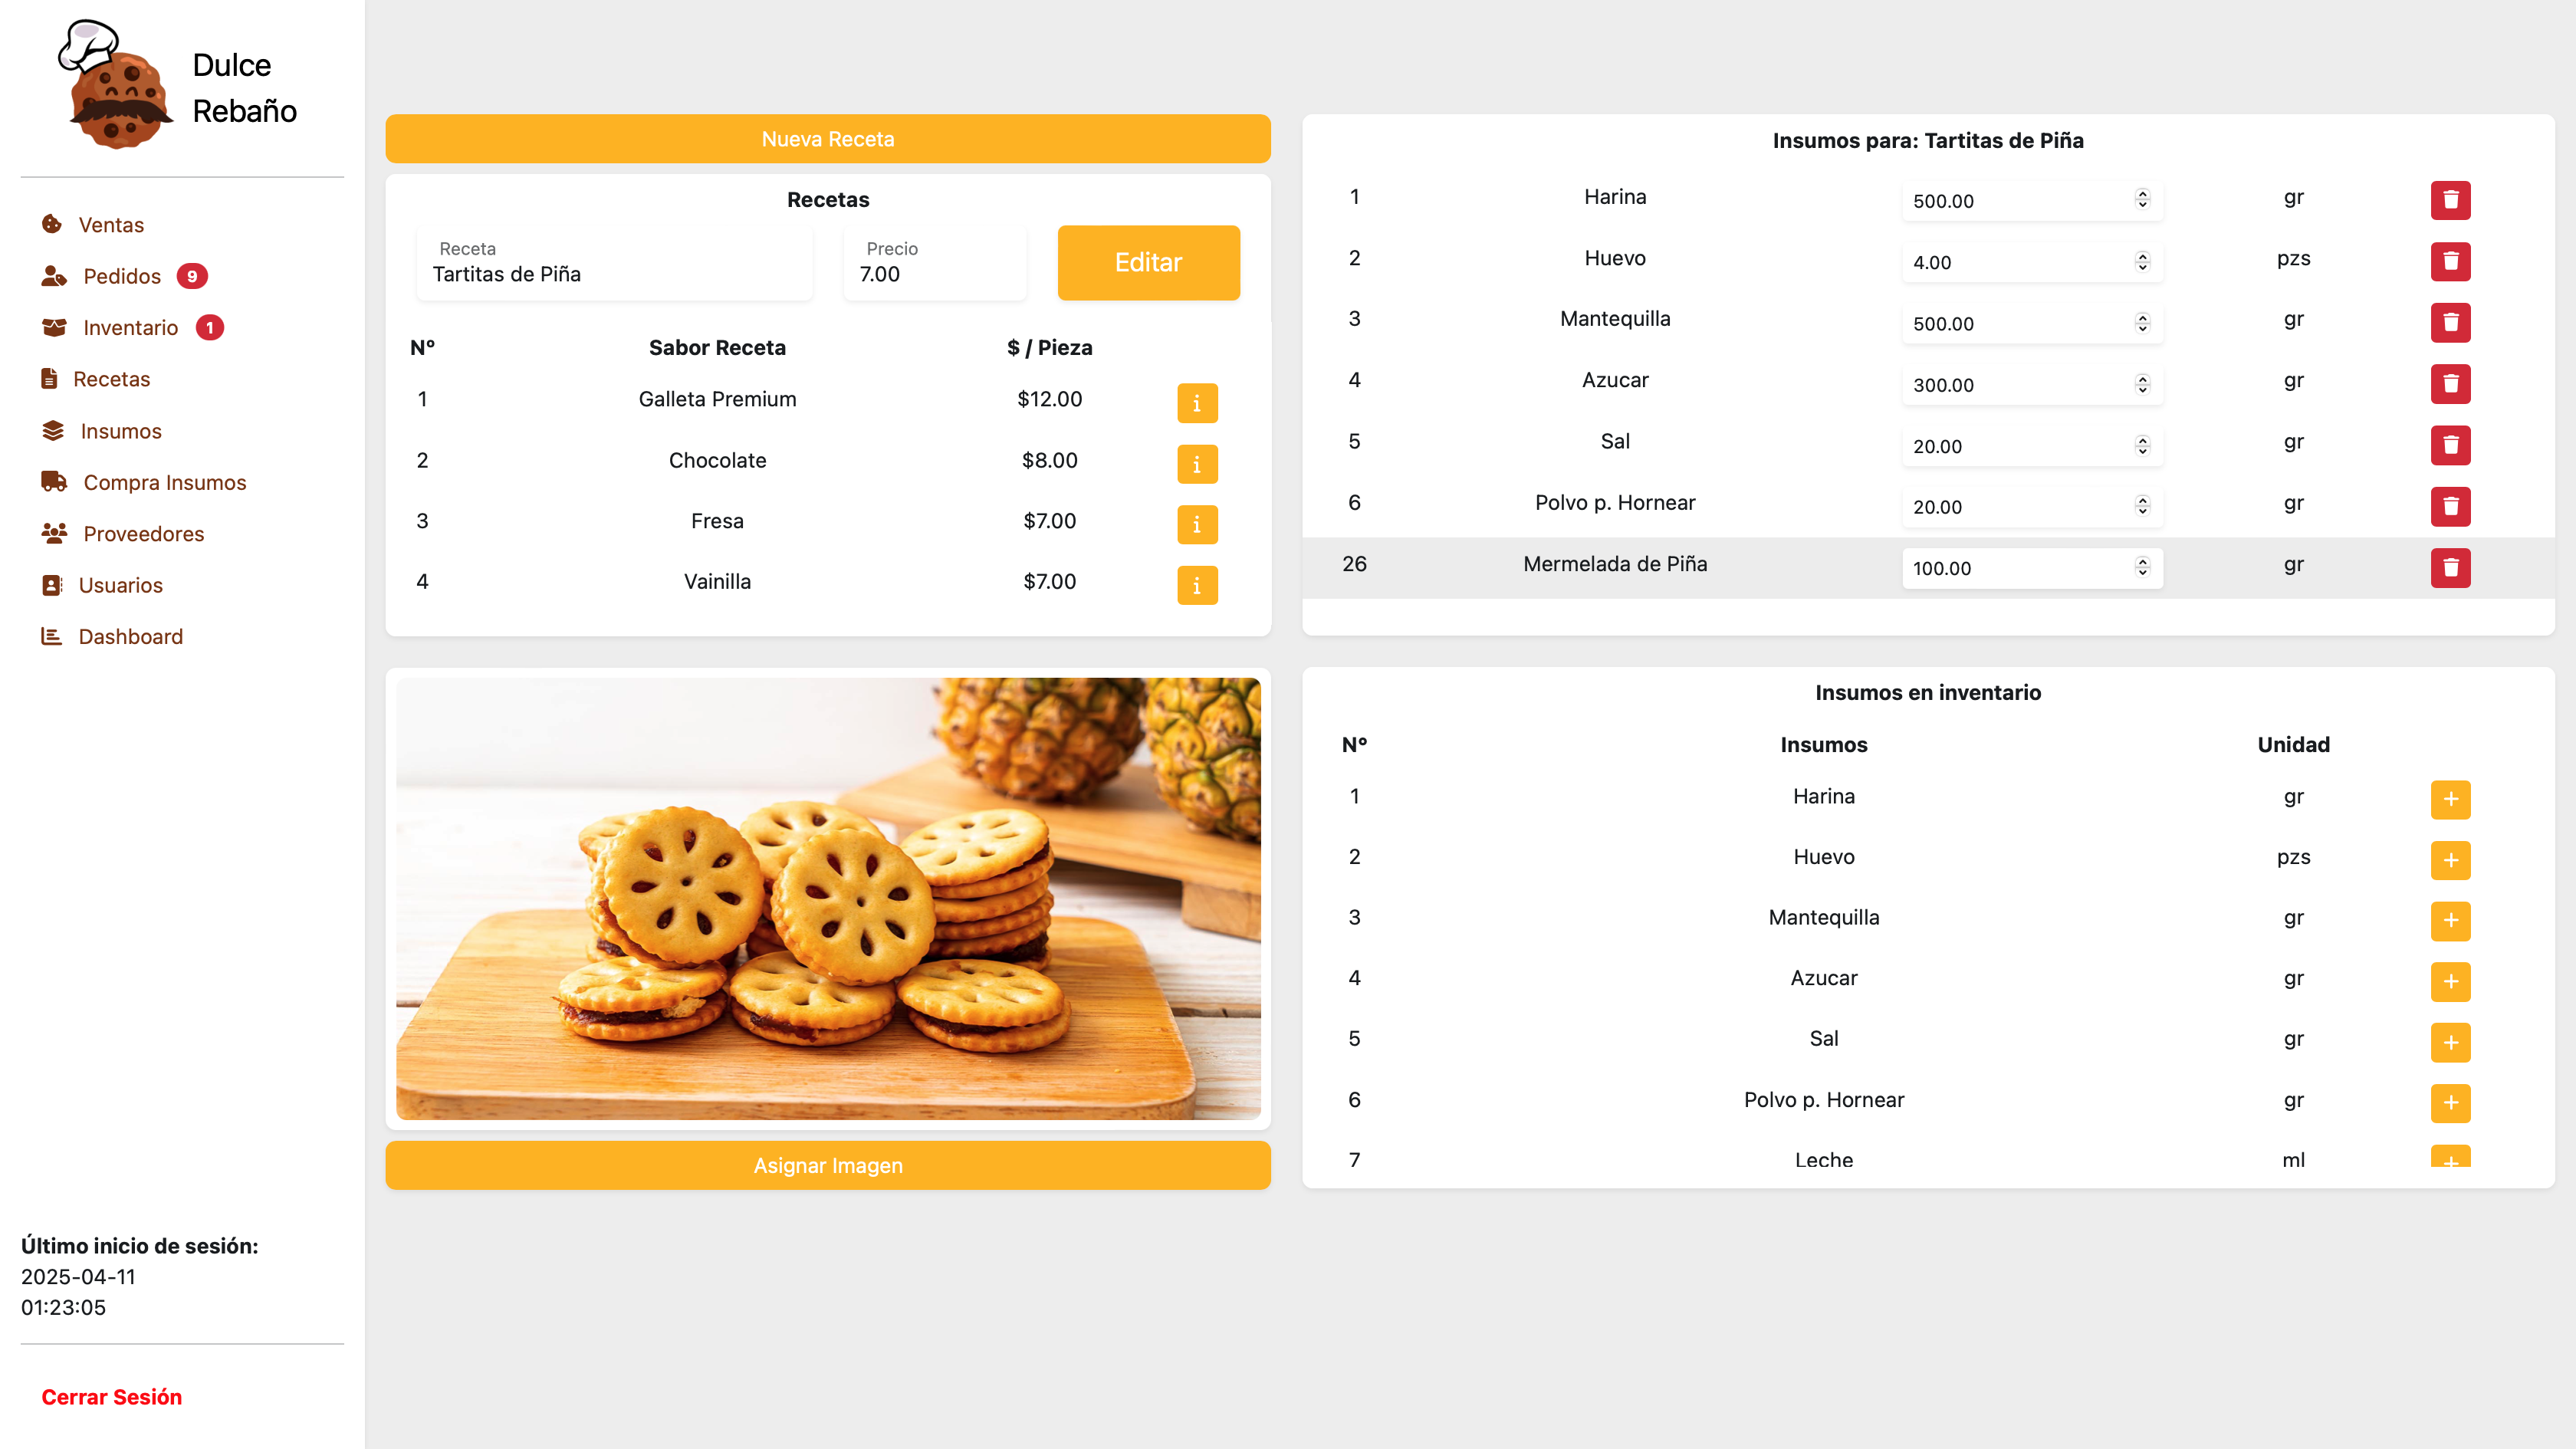 Dulce
Rebaño
Ventas
Pedidos 9
Inventario 1
Recetas
Insumos
Compra Insumos
Proveedores
Usuarios
Dashboard
Último inicio de sesión:
2025-04-11
01:23:05
Cerrar Sesión
Nueva Receta
Recetas
Receta
Tartitas de Piña
Precio
7.00
Editar
Nº Sabor Receta $ / Pieza
1 Galleta Premium $12.00 i
2 Chocolate $8.00 i
3 Fresa $7.00 i
4 Vainilla $7.00 i
Asignar Imagen
Insumos para: Tartitas de Piña
1 Harina 500.00 gr
2 Huevo 4.00 pzs
3 Mantequilla 500.00 gr
4 Azucar 300.00 gr
5 Sal 20.00 gr
6 Polvo p. Hornear 20.00 gr
26 Mermelada de Piña 100.00 gr
Insumos en inventario
Nº Insumos Unidad
1 Harina gr +
2 Huevo pzs +
3 Mantequilla gr +
4 Azucar gr +
5 Sal gr +
6 Polvo p. Hornear gr +
7 Leche ml +